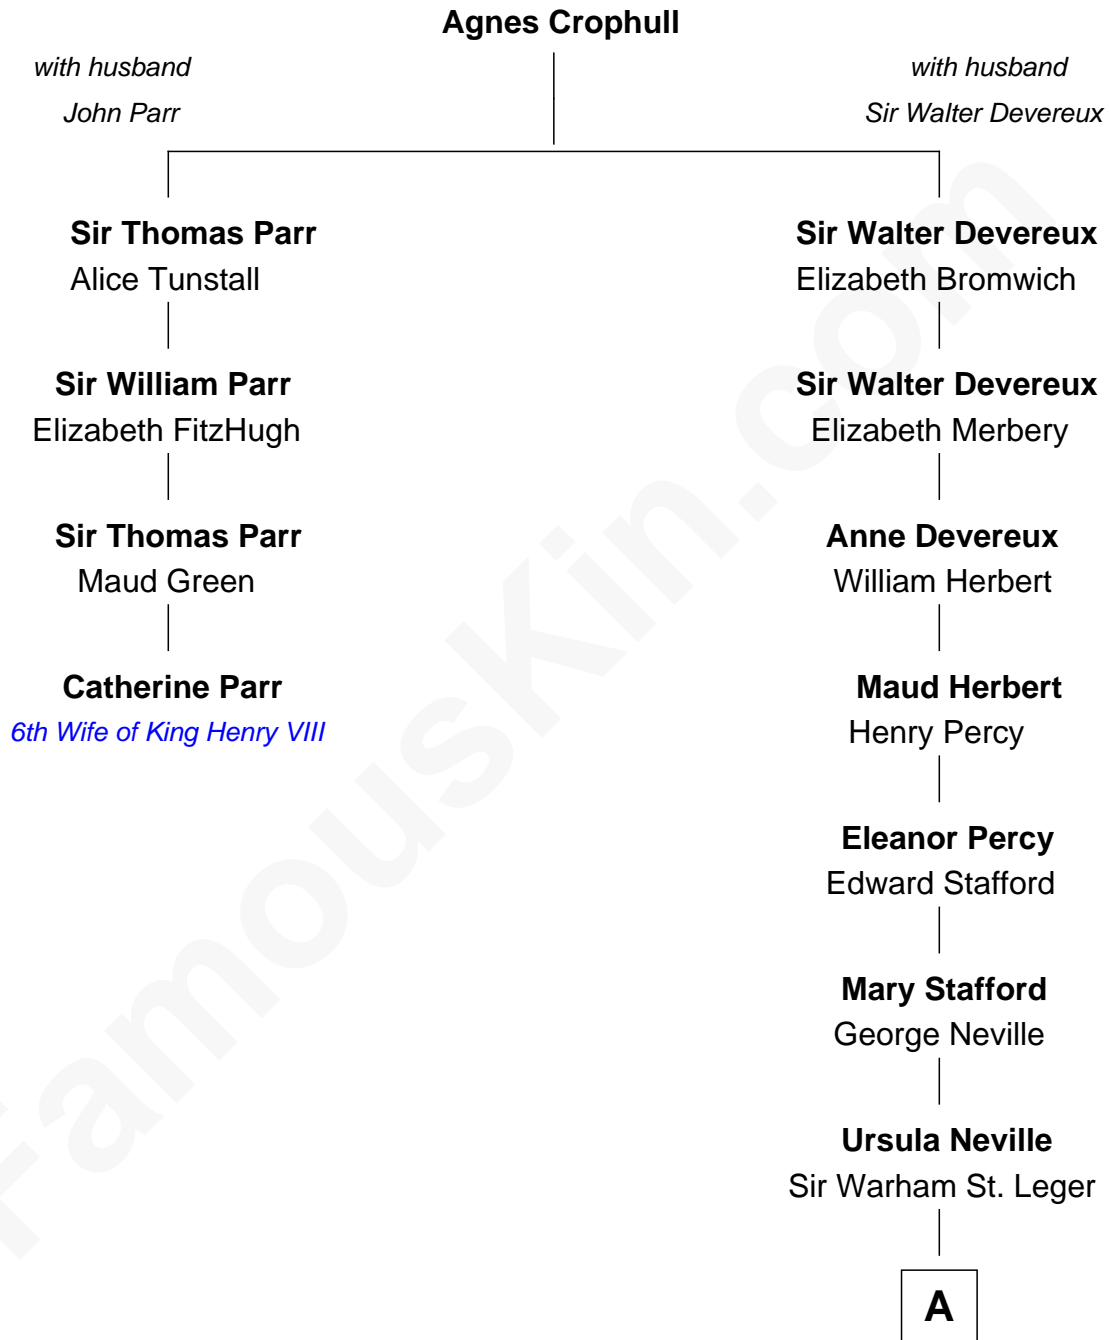 Agnes Crophull
with husband
John Parr
with husband
Sir Walter Devereux
Sir Thomas Parr
Alice Tunstall
Sir William Parr
Elizabeth FitzHugh
Sir Thomas Parr
Maud Green
Catherine Parr
6th Wife of King Henry VIII
Sir Walter Devereux
Elizabeth Bromwich
Sir Walter Devereux
Elizabeth Merbery
Anne Devereux
William Herbert
Maud Herbert
Henry Percy
Eleanor Percy
Edward Stafford
Mary Stafford
George Neville
Ursula Neville
Sir Warham St. Leger
A
FamousKin.com